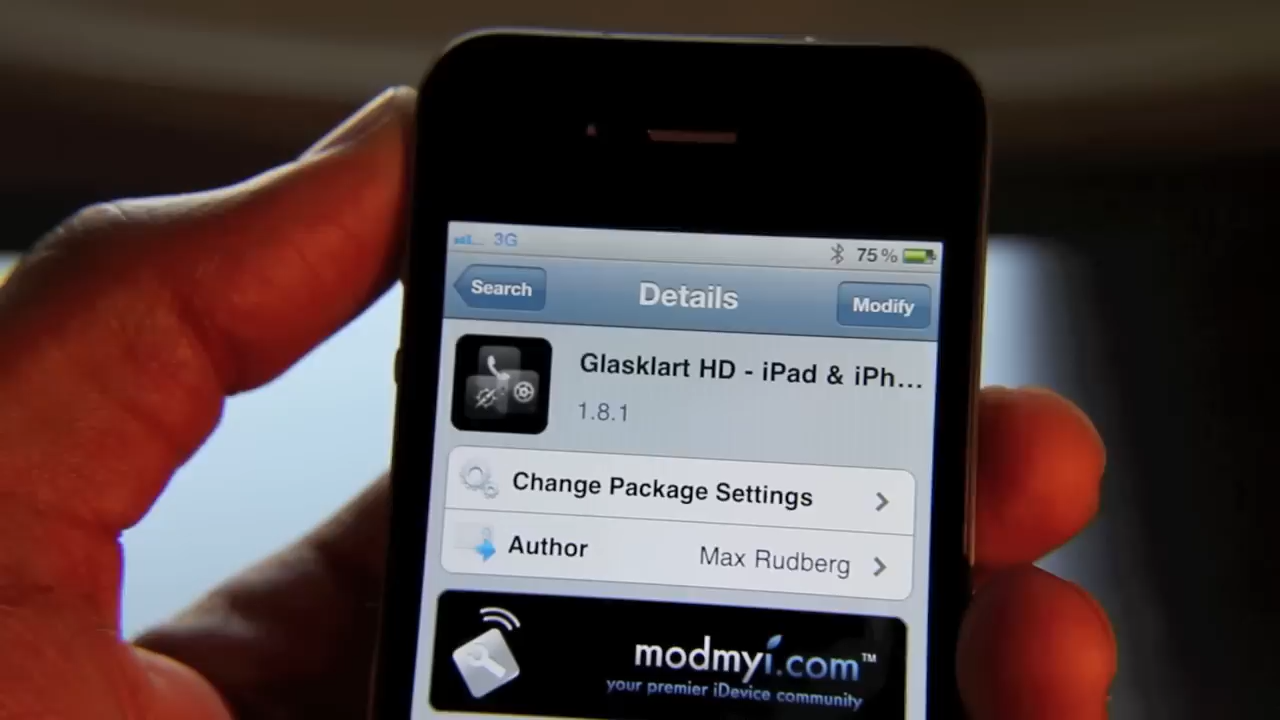 3G
75%
Search
Details
Modify
Glasklart HD - iPad & iPh...
1.8.1
Change Package Settings
Author
Max Rudberg
modmyi.com™
your premier iDevice community